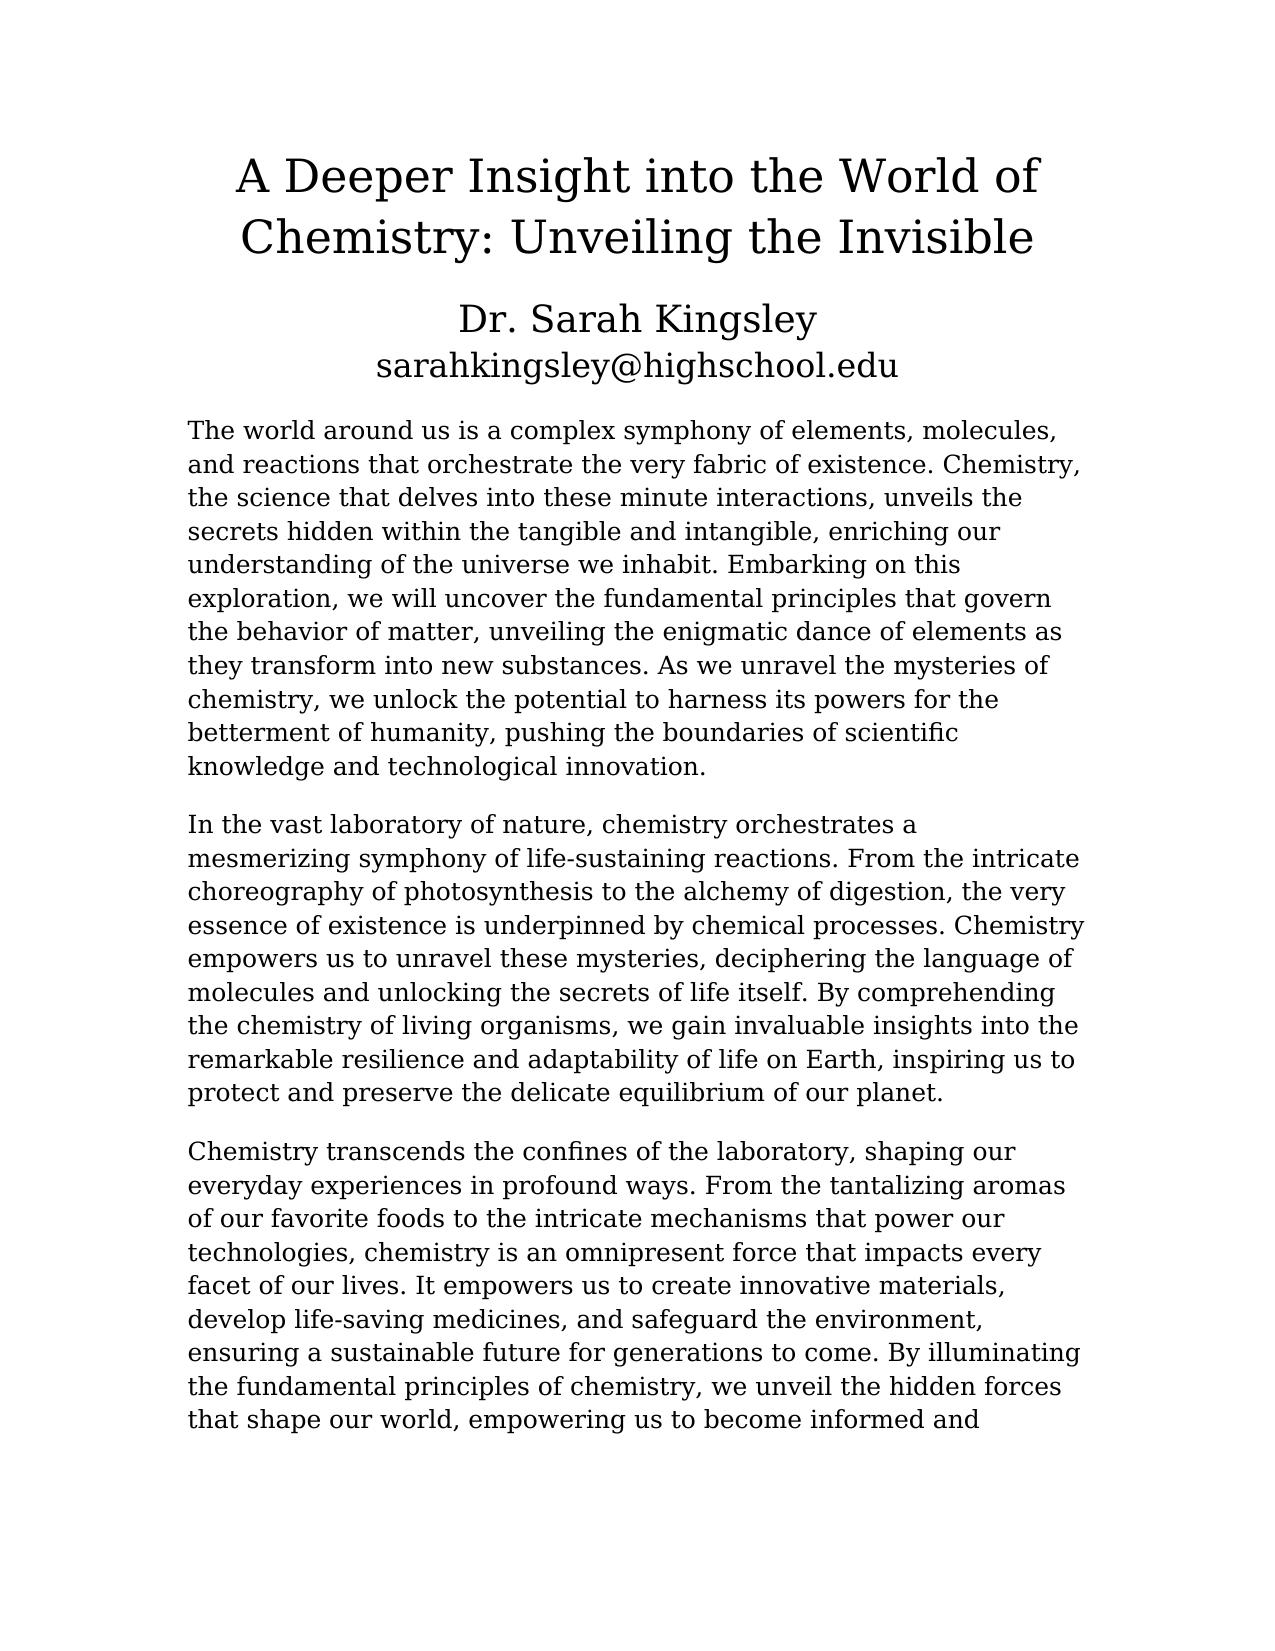 A Deeper Insight into the World of
Chemistry: Unveiling the Invisible
Dr. Sarah Kingsley
sarahkingsley@highschool.edu
The world around us is a complex symphony of elements, molecules,
and reactions that orchestrate the very fabric of existence. Chemistry,
the science that delves into these minute interactions, unveils the
secrets hidden within the tangible and intangible, enriching our
understanding of the universe we inhabit. Embarking on this
exploration, we will uncover the fundamental principles that govern
the behavior of matter, unveiling the enigmatic dance of elements as
they transform into new substances. As we unravel the mysteries of
chemistry, we unlock the potential to harness its powers for the
betterment of humanity, pushing the boundaries of scientific
knowledge and technological innovation.
In the vast laboratory of nature, chemistry orchestrates a
mesmerizing symphony of life-sustaining reactions. From the intricate
choreography of photosynthesis to the alchemy of digestion, the very
essence of existence is underpinned by chemical processes. Chemistry
empowers us to unravel these mysteries, deciphering the language of
molecules and unlocking the secrets of life itself. By comprehending
the chemistry of living organisms, we gain invaluable insights into the
remarkable resilience and adaptability of life on Earth, inspiring us to
protect and preserve the delicate equilibrium of our planet.
Chemistry transcends the confines of the laboratory, shaping our
everyday experiences in profound ways. From the tantalizing aromas
of our favorite foods to the intricate mechanisms that power our
technologies, chemistry is an omnipresent force that impacts every
facet of our lives. It empowers us to create innovative materials,
develop life-saving medicines, and safeguard the environment,
ensuring a sustainable future for generations to come. By illuminating
the fundamental principles of chemistry, we unveil the hidden forces
that shape our world, empowering us to become informed and